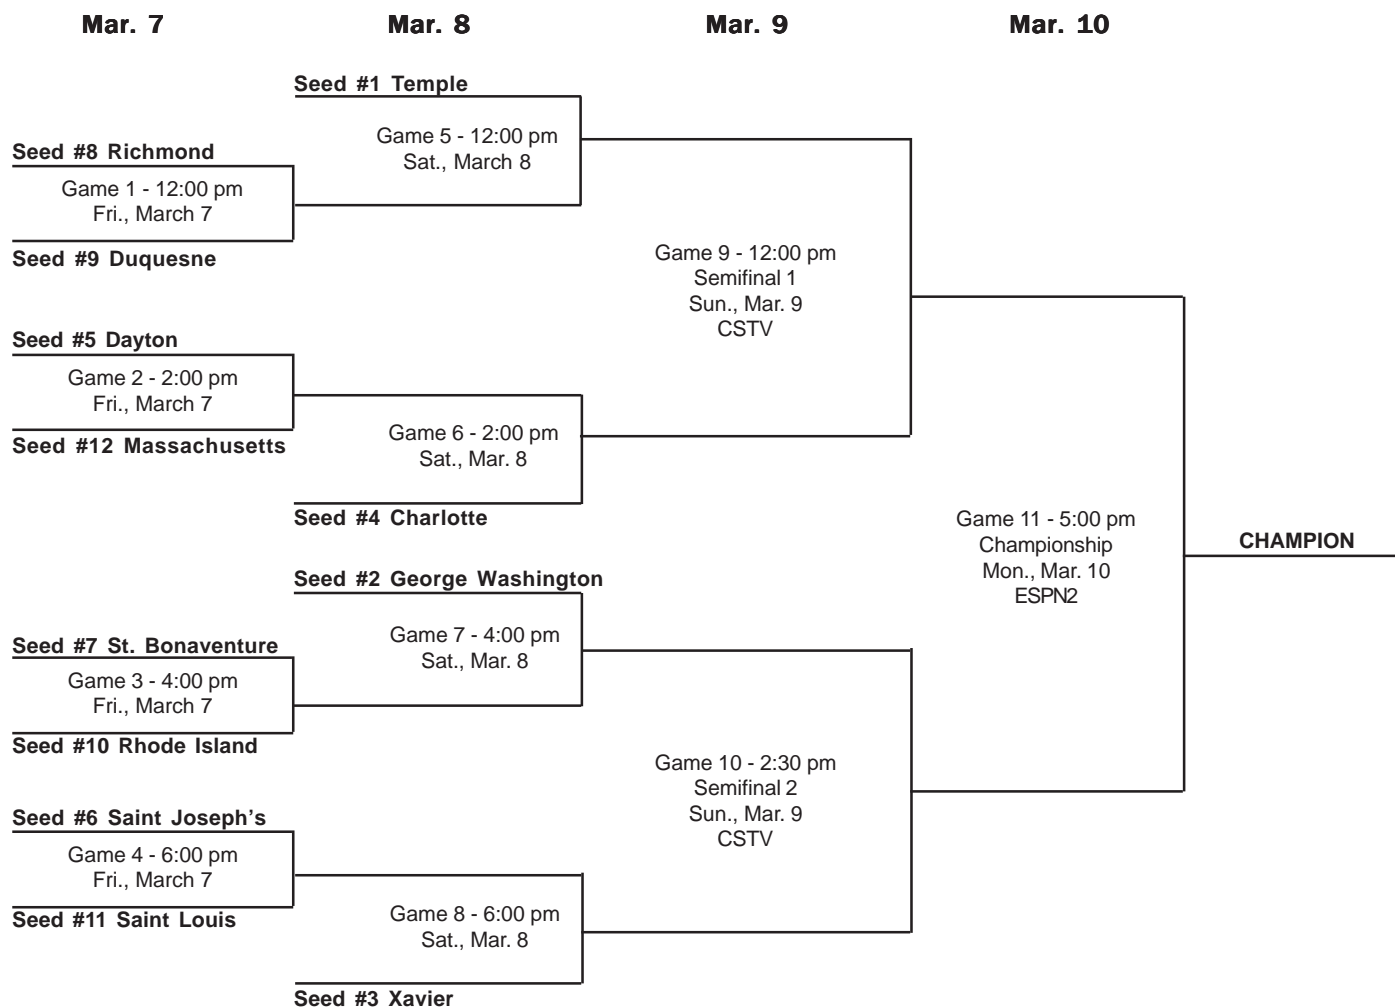 Mar. 7
Mar. 8
Mar. 9
Mar. 10
Seed #1 Temple
Game 5 - 12:00 pm
Sat., March 8
Seed #8 Richmond
Game 1 - 12:00 pm
Fri., March 7
Seed #9 Duquesne
Game 9 - 12:00 pm
Semifinal 1
Sun., Mar. 9
CSTV
Seed #5 Dayton
Game 2 - 2:00 pm
Fri., March 7
Seed #12 Massachusetts
Game 6 - 2:00 pm
Sat., Mar. 8
Seed #4 Charlotte
Game 11 - 5:00 pm
Championship
Mon., Mar. 10
ESPN2
CHAMPION
Seed #2 George Washington
Game 7 - 4:00 pm
Sat., Mar. 8
Seed #7 St. Bonaventure
Game 3 - 4:00 pm
Fri., March 7
Seed #10 Rhode Island
Game 10 - 2:30 pm
Semifinal 2
Sun., Mar. 9
CSTV
Seed #6 Saint Joseph's
Game 4 - 6:00 pm
Fri., March 7
Seed #11 Saint Louis
Game 8 - 6:00 pm
Sat., Mar. 8
Seed #3 Xavier